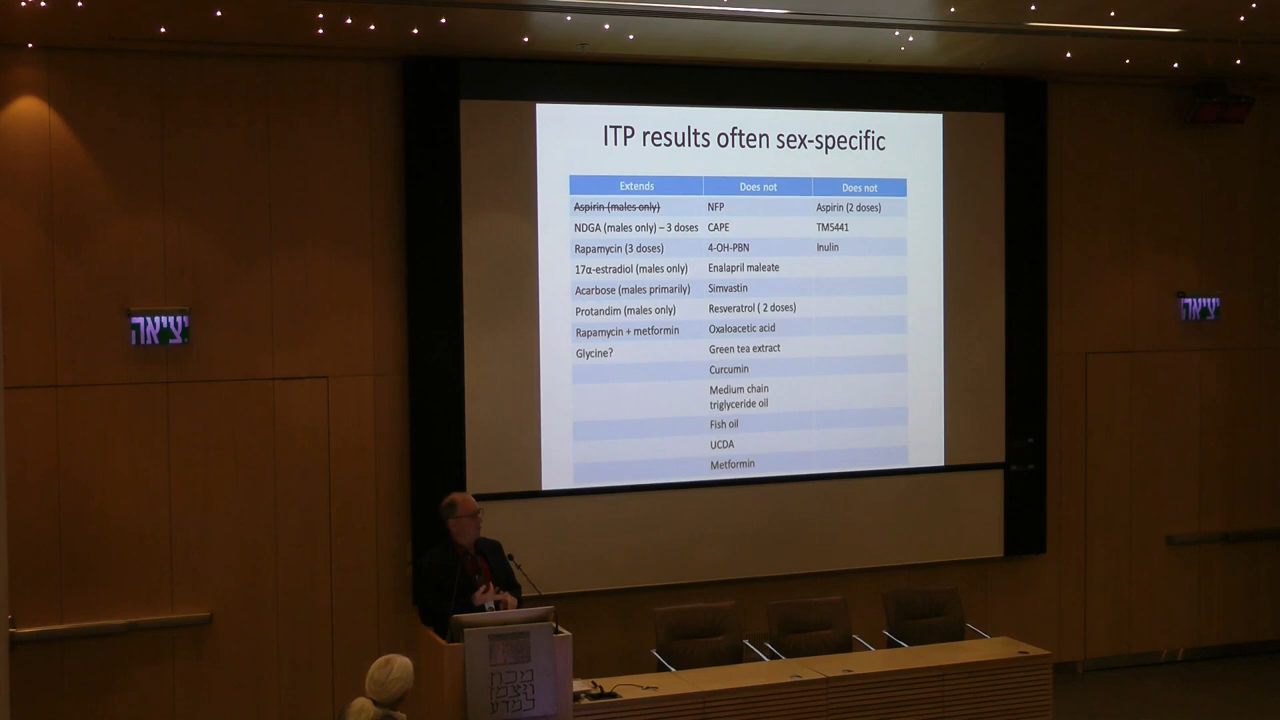 ITP results often sex-specific
Extends Does not Does not
Aspirin (males only) NFP Aspirin (2 doses)
NDGA (males only) – 3 doses CAPE TM5441
Rapamycin (3 doses) 4-OH-PBN Inulin
17α-estradiol (males only) Enalapril maleate
Acarbose (males primarily) Simvastin
Protandim (males only) Resveratrol ( 2 doses)
Rapamycin + metformin Oxaloacetic acid
Glycine? Green tea extract
Curcumin
Medium chain
triglyceride oil
Fish oil
UCDA
Metformin
יציאה
יציאה
מכון
ויצמן
למדע